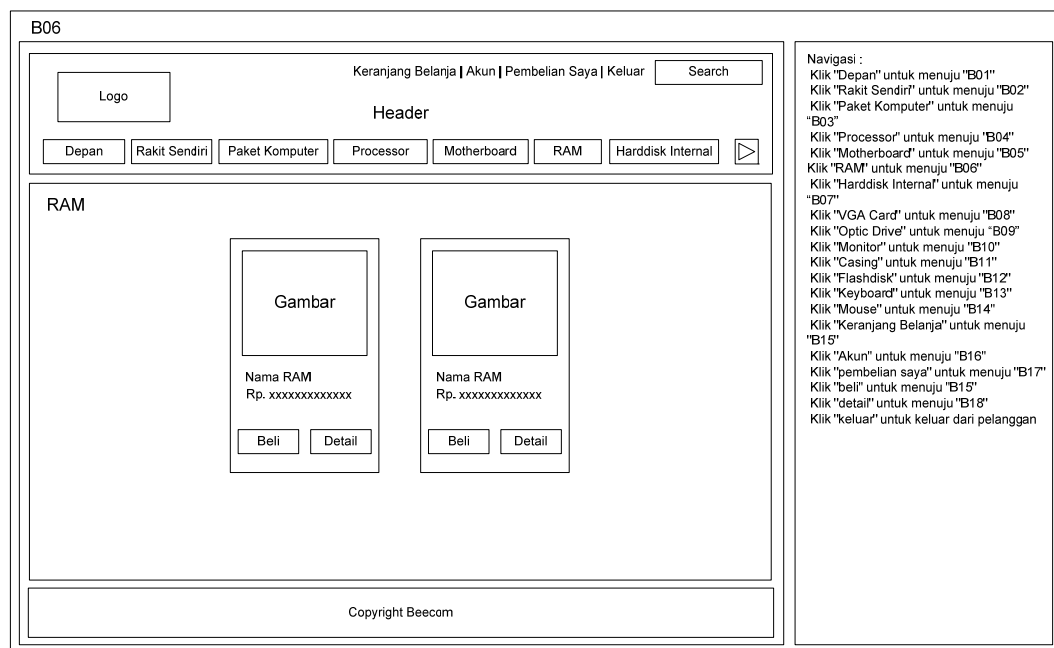 B06
Keranjang Belanja | Akun | Pembelian Saya | Keluar
Search
Logo
Header
Depan
Rakit Sendiri
Paket Komputer
Processor
Motherboard
RAM
Harddisk Internal
RAM
Gambar
Nama RAM
Rp. xxxxxxxxxxxxx
Beli
Detail
Gambar
Nama RAM
Rp. xxxxxxxxxxxxx
Beli
Detail
Copyright Beecom
Navigasi :
Klik "Depan" untuk menuju "B01"
Klik "Rakit Sendiri" untuk menuju "B02"
Klik "Paket Komputer" untuk menuju
"B03"
Klik "Processor" untuk menuju "B04"
Klik "Motherboard" untuk menuju "B05"
Klik "RAM" untuk menuju "B06"
Klik "Harddisk Internal" untuk menuju
"B07"
Klik "VGA Card" untuk menuju "B08"
Klik "Optic Drive" untuk menuju "B09"
Klik "Monitor" untuk menuju "B10"
Klik "Casing" untuk menuju "B11"
Klik "Flashdisk" untuk menuju "B12"
Klik "Keyboard" untuk menuju "B13"
Klik "Mouse" untuk menuju "B14"
Klik "Keranjang Belanja" untuk menuju
"B15"
Klik "Akun" untuk menuju "B16"
Klik "pembelian saya" untuk menuju "B17"
Klik "beli" untuk menuju "B15"
Klik "detail" untuk menuju "B18"
Klik "keluar" untuk keluar dari pelanggan